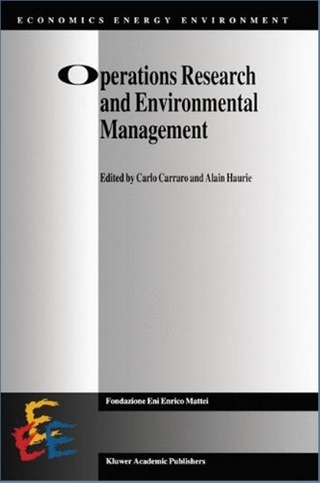 ECONOMICS ENERGY ENVIRONMENT
Operations Research
and Environmental
Management
Edited by Carlo Carraro and Alain Haurie
Fondazione Eni Enrico Mattei
EEE
Kluwer Academic Publishers